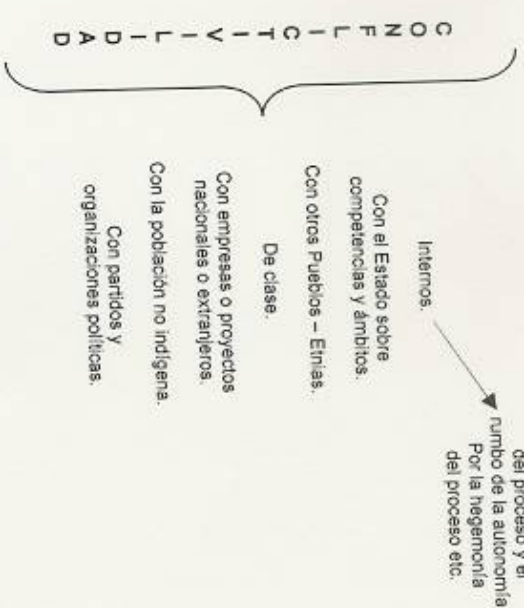 C O N F L I C T I V I L I D A D
Internos.
del proceso y el
rumbo de la autonomía
Por la hegemonía
del proceso etc.
Con el Estado sobre
competencias y ámbitos.
Con otros Pueblos – Etnias.
De clase.
Con empresas o proyectos
nacionales o extranjeros.
Con la población no indígena.
Con partidos y
organizaciones políticas.